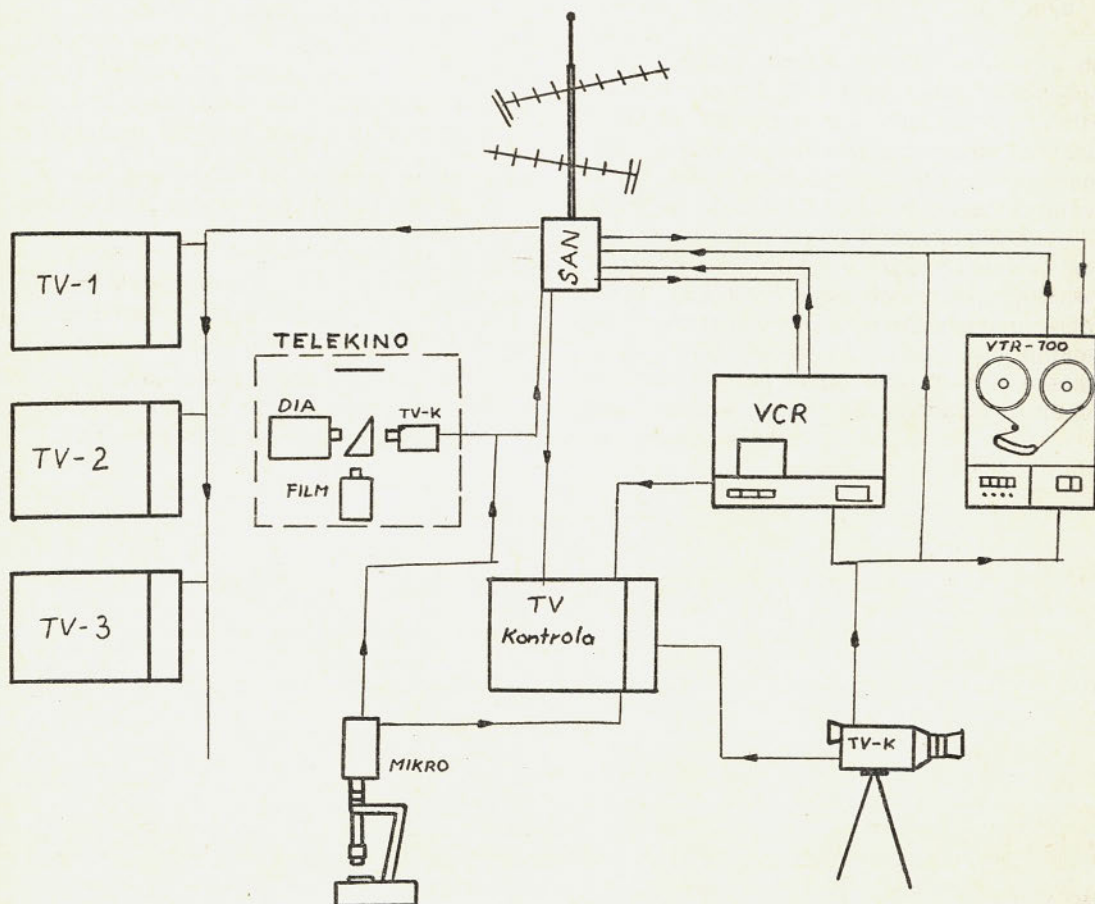 SAN
TV-1
VTR-700
TELEKINO
DIA
TV-K
VCR
TV-2
FILM
TV
Kontrola
TV-3
TV-K
MIKRO